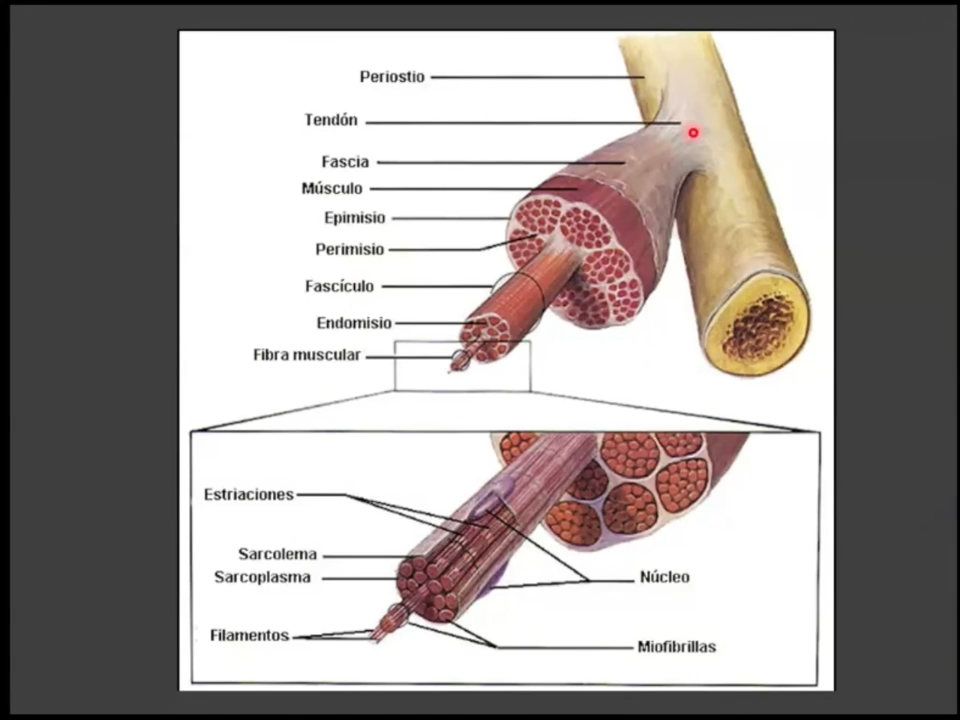 Periostio
Tendón
Fascia
Músculo
Epimisio
Perimisio
Fascículo
Endomisio
Fibra muscular
Estriaciones
Sarcolema
Sarcoplasma
Núcleo
Filamentos
Miofibrillas